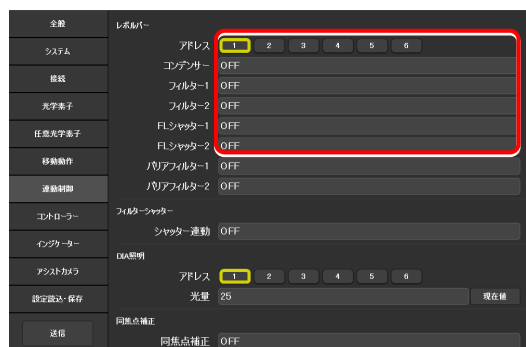 全般
システム
接続
光学素子
任意光学素子
移動動作
連動制御
コントローラー
インジケーター
アシストカメラ
設定読込・保存
送信
レボルバー
アドレス 1 2 3 4 5 6
コンデンサー OFF
フィルター1 OFF
フィルター2 OFF
FLシャッター1 OFF
FLシャッター2 OFF
バリアフィルター1 OFF
バリアフィルター2 OFF
フィルターシャッター
シャッター連動 OFF
DIA照明
アドレス 1 2 3 4 5 6
光量 25 現在値
同焦点補正
同焦点補正 OFF